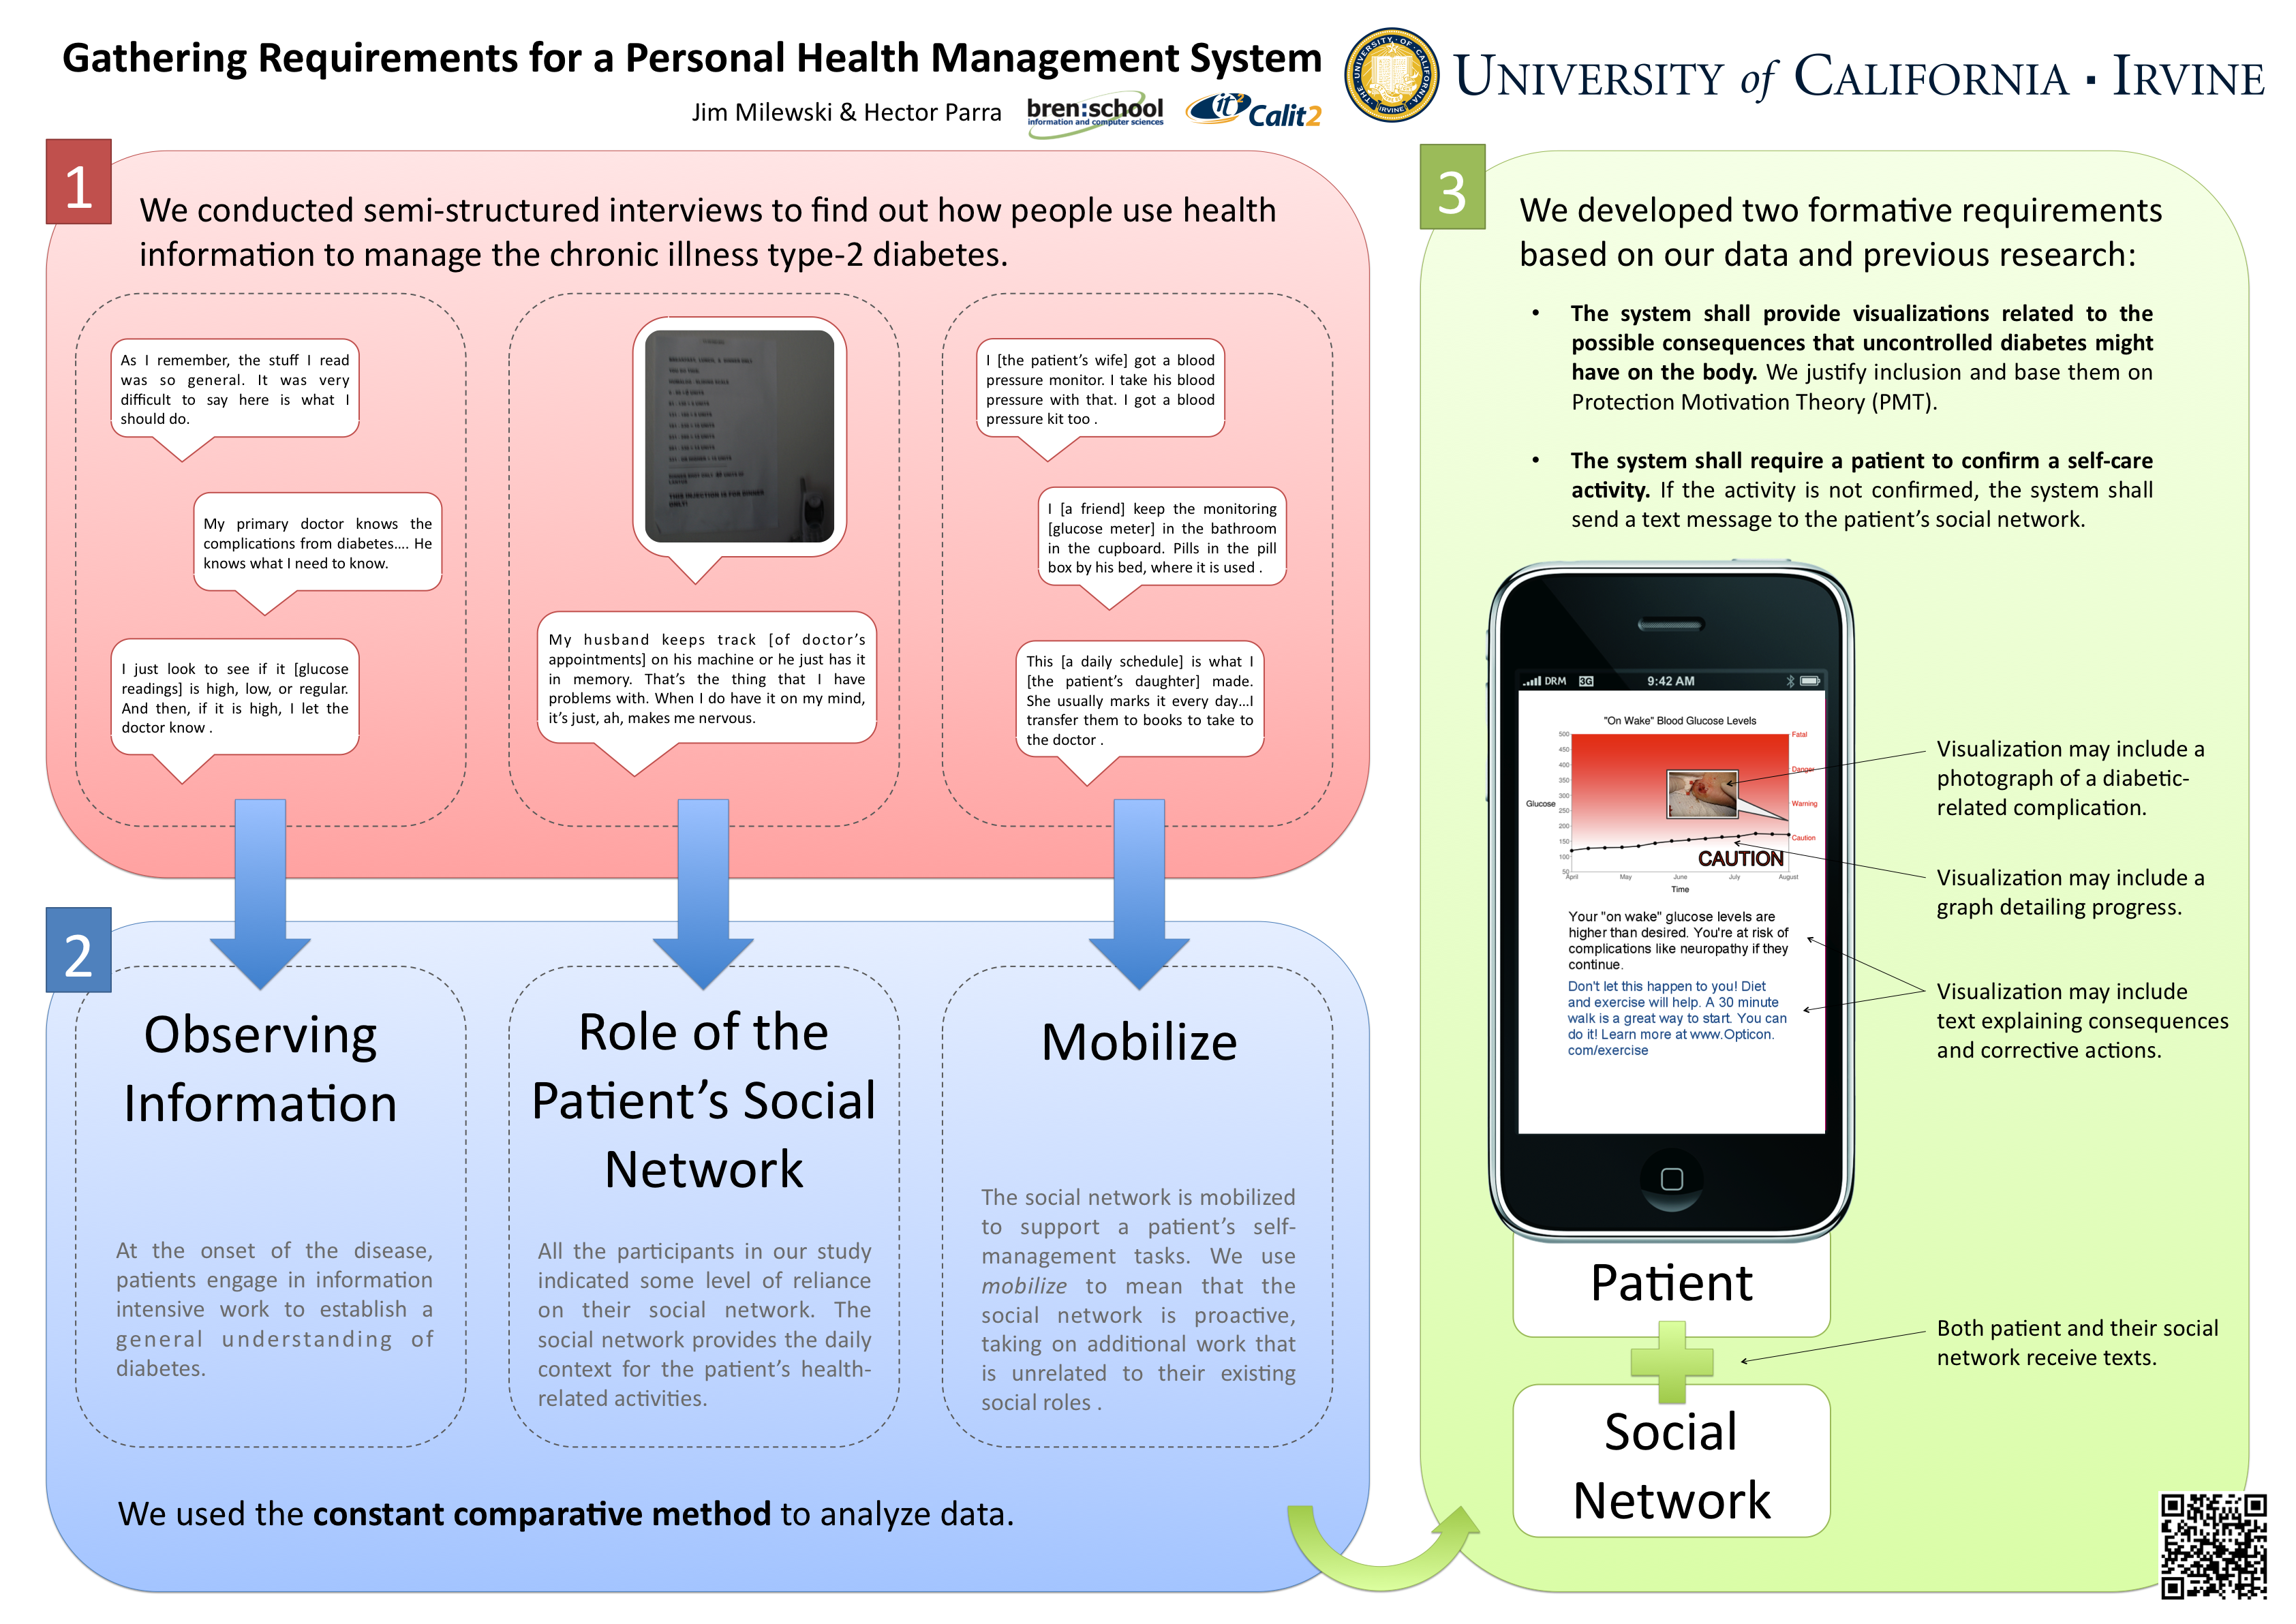 Gathering Requirements for a Personal Health Management System
Jim Milewski & Hector Parra
bren:school
information and computer sciences
it2
Calit2
UNIVERSITY of CALIFORNIA · IRVINE
1
We conducted semi-structured interviews to find out how people use health
information to manage the chronic illness type-2 diabetes.
As I remember, the stuff I read
was so general. It was very
difficult to say here is what I
should do.
My primary doctor knows the
complications from diabetes.... He
knows what I need to know.
I just look to see if it [glucose
readings] is high, low, or regular.
And then, if it is high, I let the
doctor know .
THIS INJECTION IS FOR DINNER
ONLY!
My husband keeps track [of doctor's
appointments] on his machine or he just has it
in memory. That's the thing that I have
problems with. When I do have it on my mind,
it's just, ah, makes me nervous.
I [the patient's wife] got a blood
pressure monitor. I take his blood
pressure with that. I got a blood
pressure kit too .
I [a friend] keep the monitoring
[glucose meter] in the bathroom
in the cupboard. Pills in the pill
box by his bed, where it is used .
This [a daily schedule] is what I
[the patient's daughter] made.
She usually marks it every day...I
transfer them to books to take to
the doctor .
2
Observing
Information
At the onset of the disease,
patients engage in information
intensive work to establish a
general understanding of
diabetes.
Role of the
Patient's Social
Network
All the participants in our study
indicated some level of reliance
on their social network. The
social network provides the daily
context for the patient's health-
related activities.
Mobilize
The social network is mobilized
to support a patient's self-
management tasks. We use
mobilize to mean that the
social network is proactive,
taking on additional work that
is unrelated to their existing
social roles .
We used the constant comparative method to analyze data.
3
We developed two formative requirements
based on our data and previous research:
• The system shall provide visualizations related to the
possible consequences that uncontrolled diabetes might
have on the body. We justify inclusion and base them on
Protection Motivation Theory (PMT).
• The system shall require a patient to confirm a self-care
activity. If the activity is not confirmed, the system shall
send a text message to the patient's social network.
DRM 3G 9:42 AM
"On Wake" Blood Glucose Levels
500
450
400
350
300
250
200
150
100
50
Glucose
Fatal
Danger
Warning
Caution
CAUTION
April May June July August
Time
Your "on wake" glucose levels are
higher than desired. You're at risk of
complications like neuropathy if they
continue.
Don't let this happen to you! Diet
and exercise will help. A 30 minute
walk is a great way to start. You can
do it! Learn more at www.Opticon.
com/exercise
Visualization may include a
photograph of a diabetic-
related complication.
Visualization may include a
graph detailing progress.
Visualization may include
text explaining consequences
and corrective actions.
Patient
Both patient and their social
network receive texts.
Social
Network